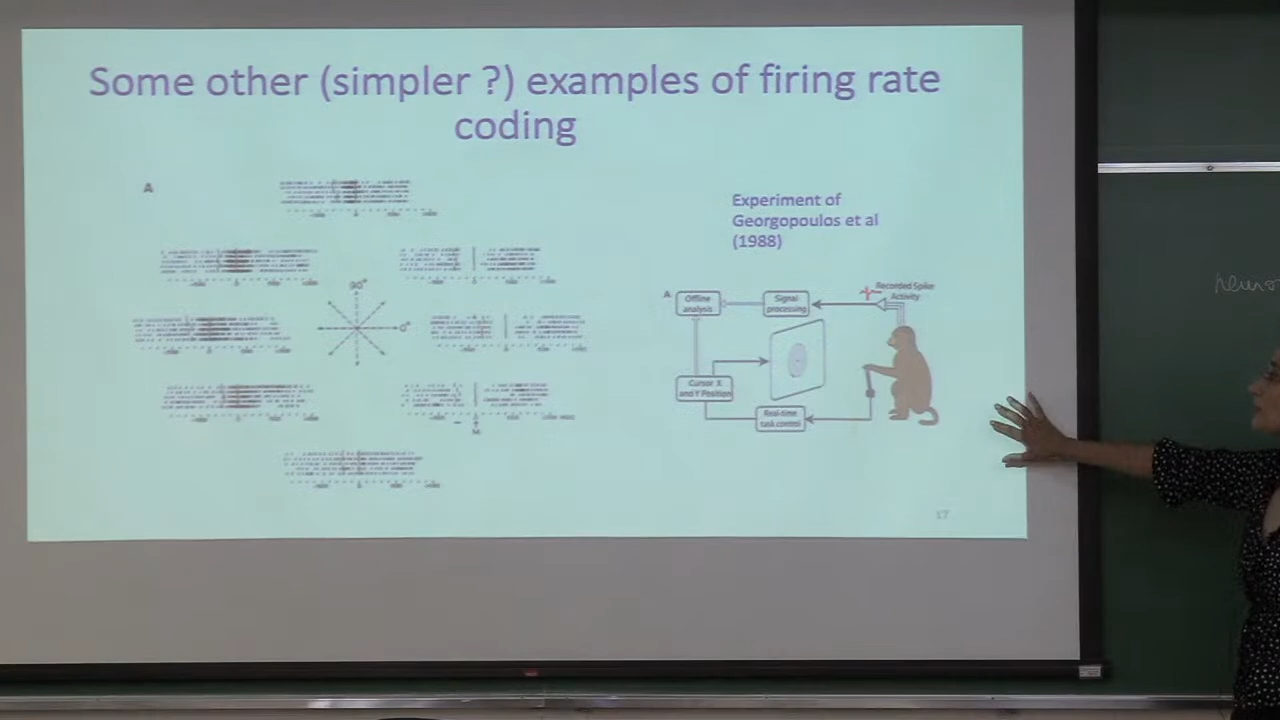 Some other (simpler ?) examples of firing rate
coding
A
90°
0°
M
Experiment of
Georgopoulos et al
(1988)
A
Offline
analysis
Signal
processing
Recorded Spike
Activity
Cursor X
and Y Position
Real-time
task control
17